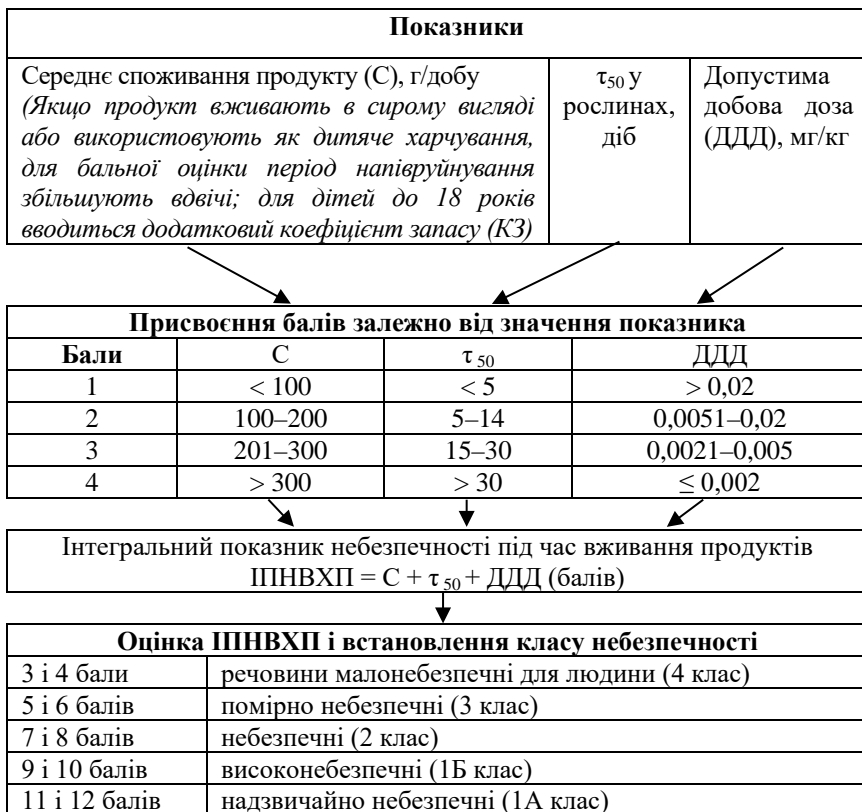 Показники
Середнє споживання продукту (С), г/добу
(Якщо продукт вживають в сирому вигляді
або використовують як дитяче харчування,
для бальної оцінки період напівруйнування
збільшують вдвічі; для дітей до 18 років
вводиться додатковий коефіцієнт запасу (КЗ)
τ50 у
рослинах,
діб
Допустима
добова доза
(ДДД), мг/кг
Присвоєння балів залежно від значення показника
Бали С τ 50 ДДД
1 < 100 < 5 > 0,02
2 100–200 5–14 0,0051–0,02
3 201–300 15–30 0,0021–0,005
4 > 300 > 30 ≤ 0,002
Інтегральний показник небезпечності під час вживання продуктів
ІПНВХП = С + τ 50 + ДДД (балів)
Оцінка ІПНВХП і встановлення класу небезпечності
3 і 4 бали речовини малонебезпечні для людини (4 клас)
5 і 6 балів помірно небезпечні (3 клас)
7 і 8 балів небезпечні (2 клас)
9 і 10 балів високонебезпечні (1Б клас)
11 і 12 балів надзвичайно небезпечні (1А клас)